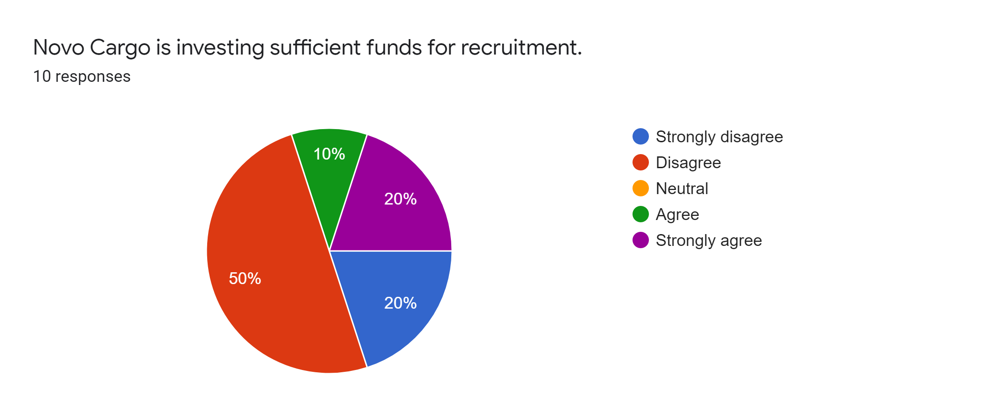 Novo Cargo is investing sufficient funds for recruitment.
10 responses
10%
20%
50%
20%
Strongly disagree
Disagree
Neutral
Agree
Strongly agree